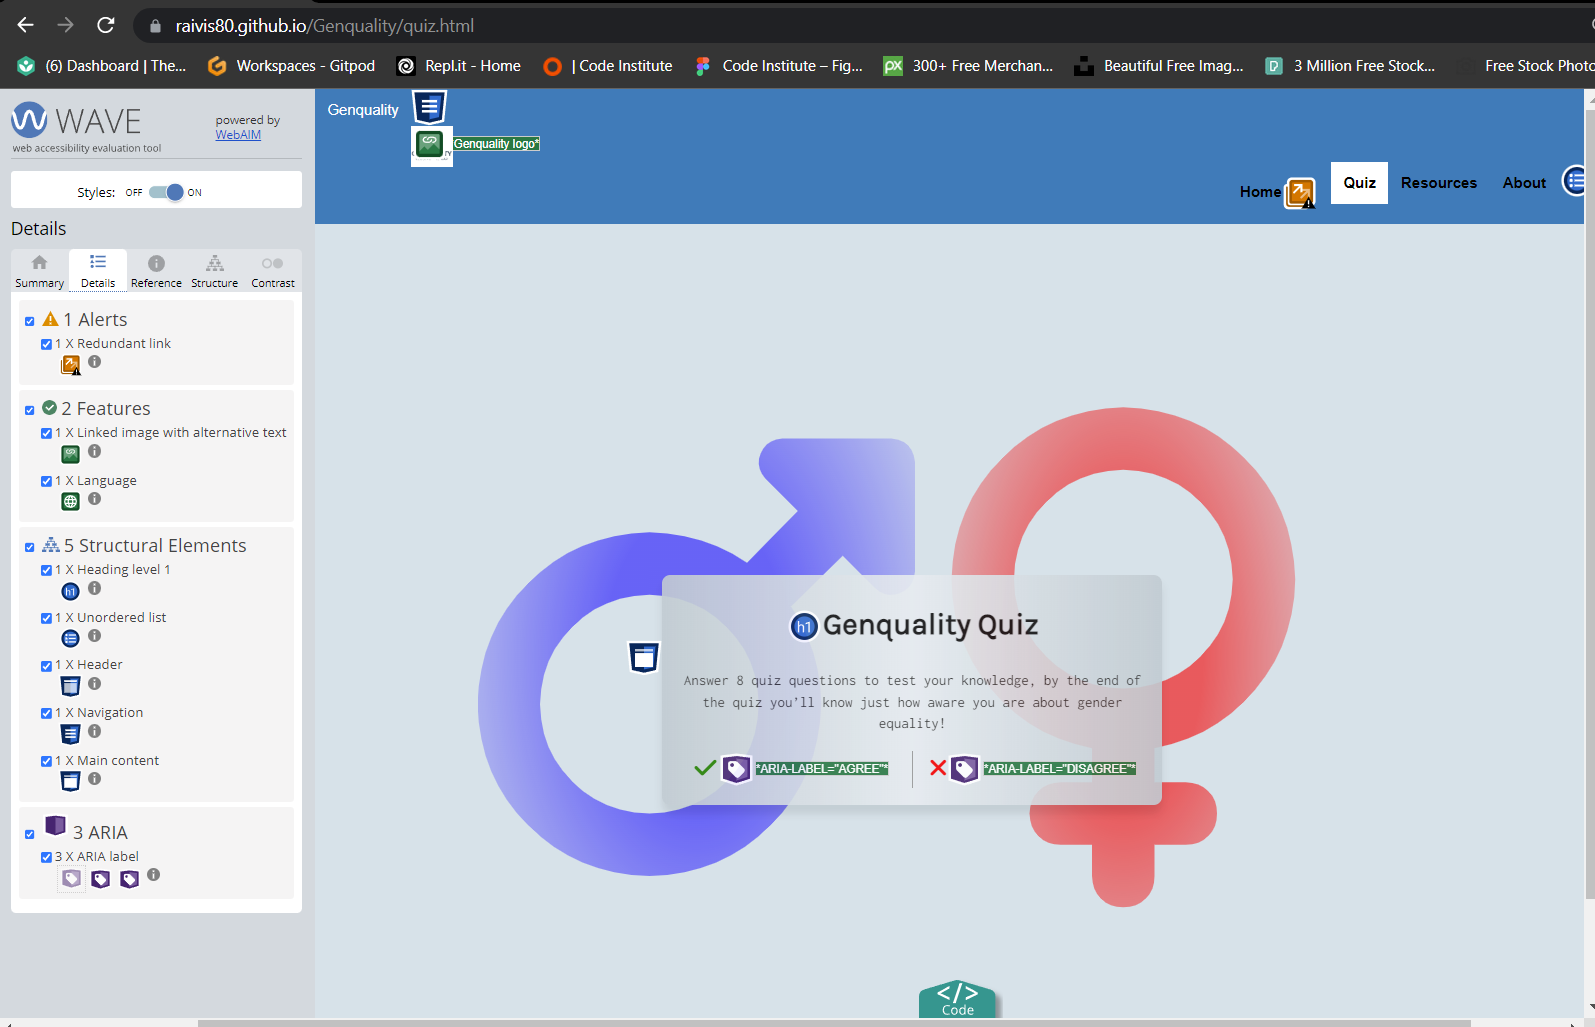 raivis80.github.io/Genquality/quiz.html
(6) Dashboard | The...
Workspaces - Gitpod
Repl.it - Home
| Code Institute
Code Institute – Fig...
300+ Free Merchan...
Beautiful Free Imag...
3 Million Free Stock...
Free Stock Photo
WAVE
web accessibility evaluation tool
powered by
WebAIM
Styles: OFF ON
Details
Summary
Details
Reference
Structure
Contrast
1 Alerts
1 X Redundant link
2 Features
1 X Linked image with alternative text
1 X Language
5 Structural Elements
1 X Heading level 1
h1
1 X Unordered list
1 X Header
1 X Navigation
1 X Main content
3 ARIA
3 X ARIA label
Genquality
Genquality logo*
Home
Quiz
Resources
About
h1 Genquality Quiz
Answer 8 quiz questions to test your knowledge, by the end of
the quiz you’ll know just how aware you are about gender
equality!
*ARIA-LABEL="AGREE"*
*ARIA-LABEL="DISAGREE"*
</>
Code